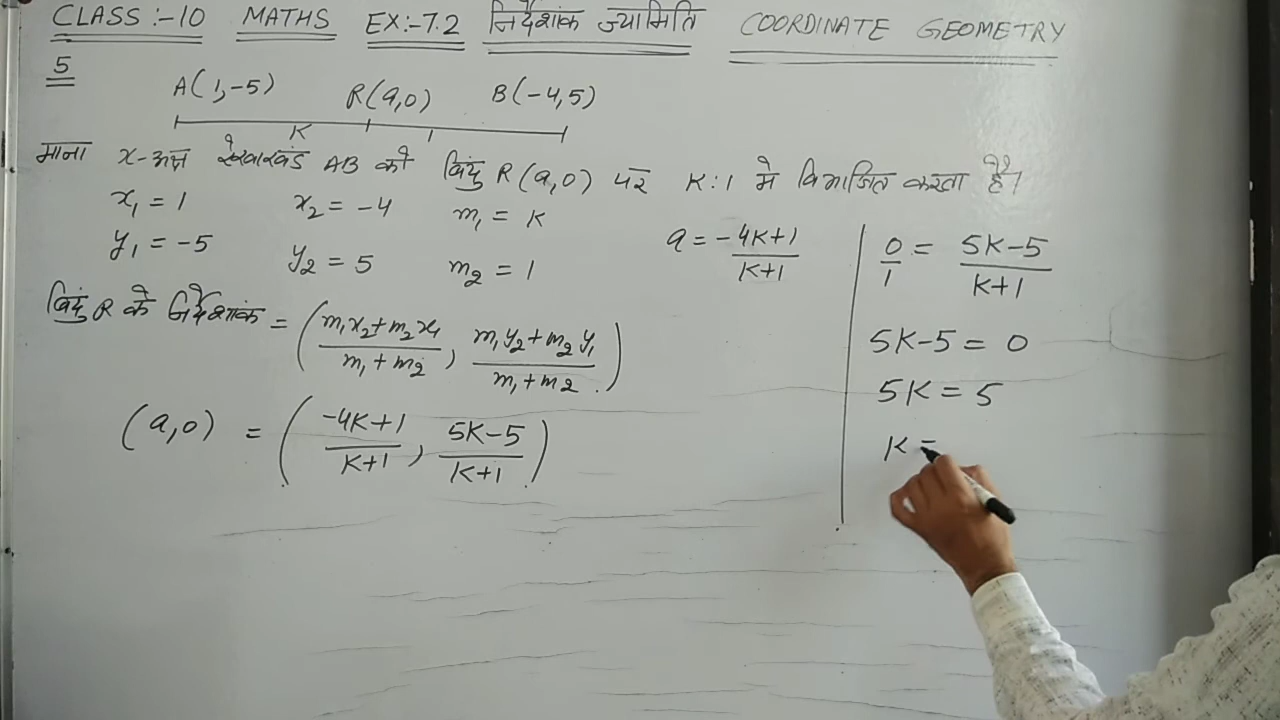 CLASS :- 10 MATHS EX:-7.2 निर्देशांक ज्यामिति COORDINATE GEOMETRY
5
A(1,-5) R(a,0) B(-4,5)
K 1
माना x-अक्ष रेखाखंड AB को बिंदु R(a,0) पर K:1 मे विभाजित करता है।
x₁ = 1 x₂ = -4 m₁ = K
y₁ = -5 y₂ = 5 m₂ = 1
बिंदु R के निर्देशांक = ( (m₁x₂+m₂x₁)/(m₁+m₂), (m₁y₂+m₂y₁)/(m₁+m₂) )
(a,0) = ( (-4K+1)/(K+1), (5K-5)/(K+1) )
a = (-4K+1)/(K+1)
0/1 = (5K-5)/(K+1)
5K-5 = 0
5K = 5
K =